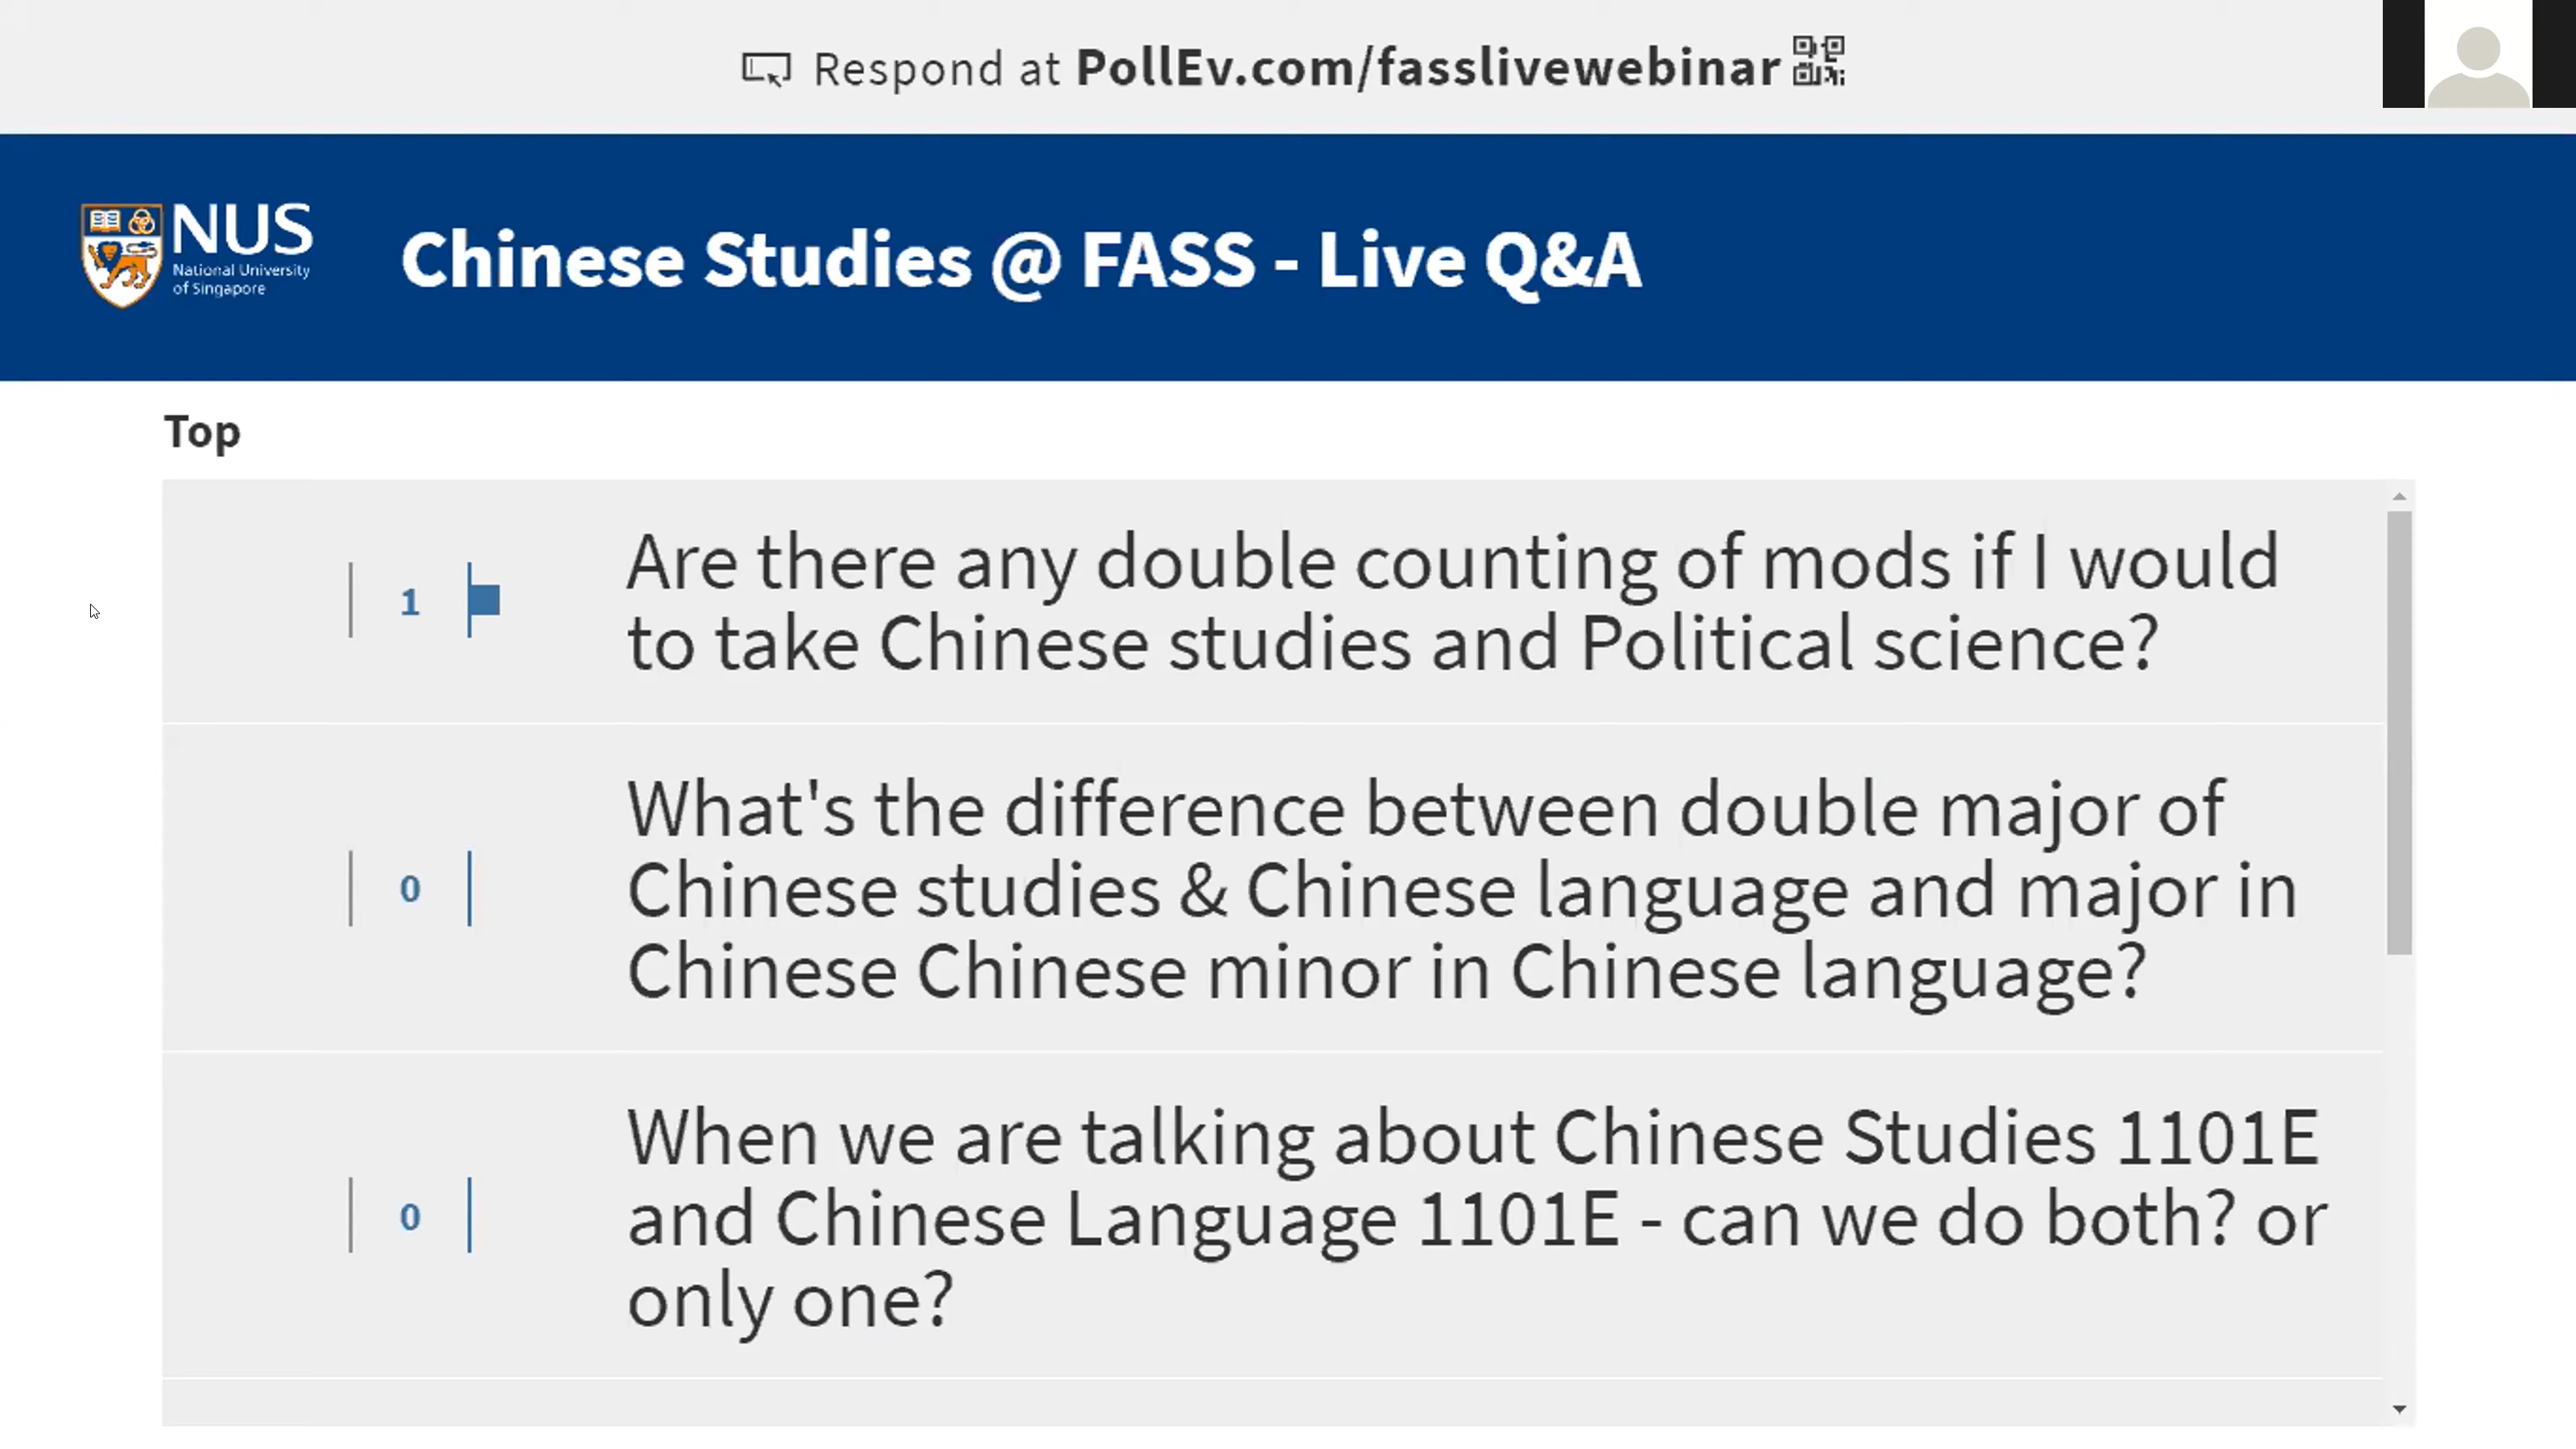 Respond at PollEv.com/fasslivewebinar
NUS
National University
of Singapore
Chinese Studies @ FASS - Live Q&A
Top
1
Are there any double counting of mods if I would
to take Chinese studies and Political science?
0
What's the difference between double major of
Chinese studies & Chinese language and major in
Chinese Chinese minor in Chinese language?
0
When we are talking about Chinese Studies 1101E
and Chinese Language 1101E - can we do both? or
only one?